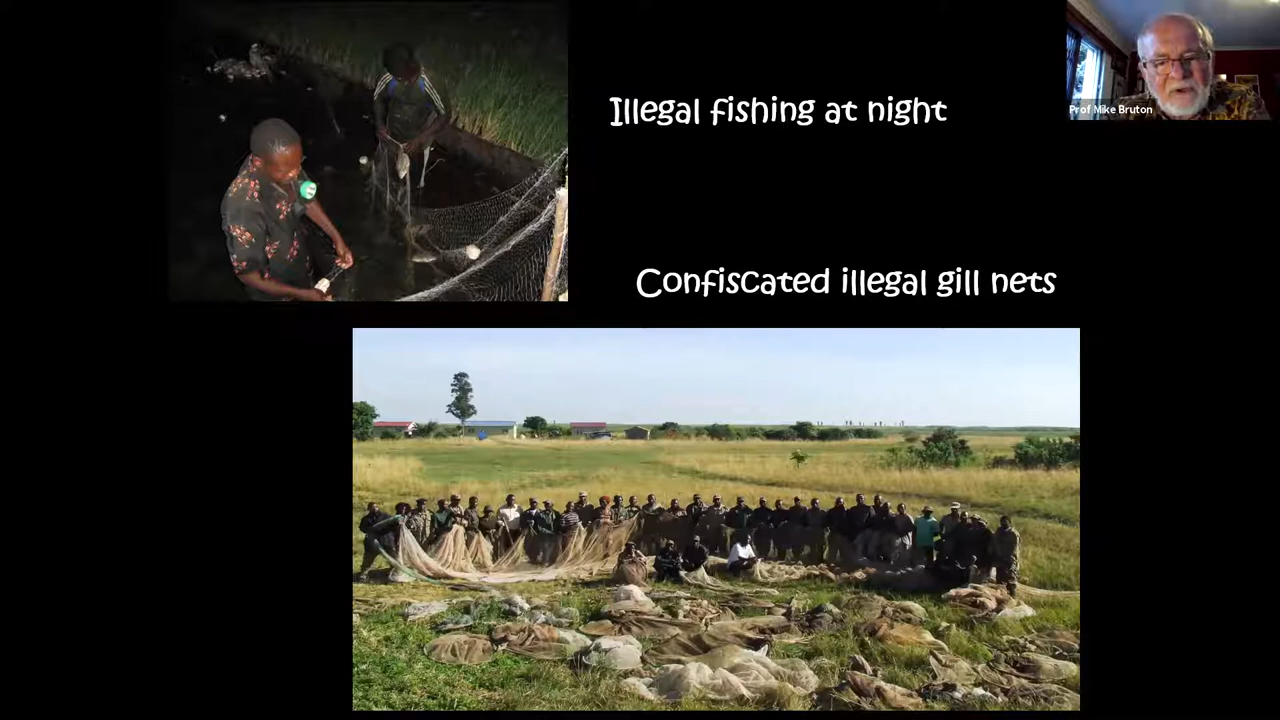 Illegal fishing at night
Prof Mike Bruton
Confiscated illegal gill nets